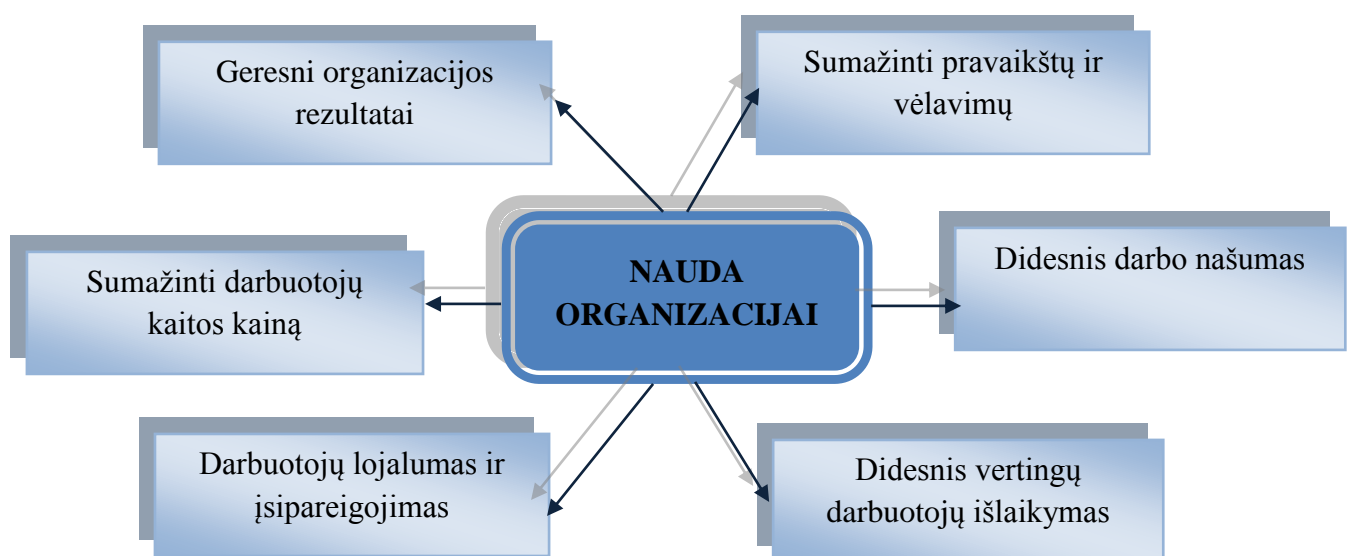 Geresni organizacijos
rezultatai
Sumažinti pravaikštų ir
vėlavimų
Sumažinti darbuotojų
kaitos kainą
NAUDA
ORGANIZACIJAI
Didesnis darbo našumas
Darbuotojų lojalumas ir
įsipareigojimas
Didesnis vertingų
darbuotojų išlaikymas